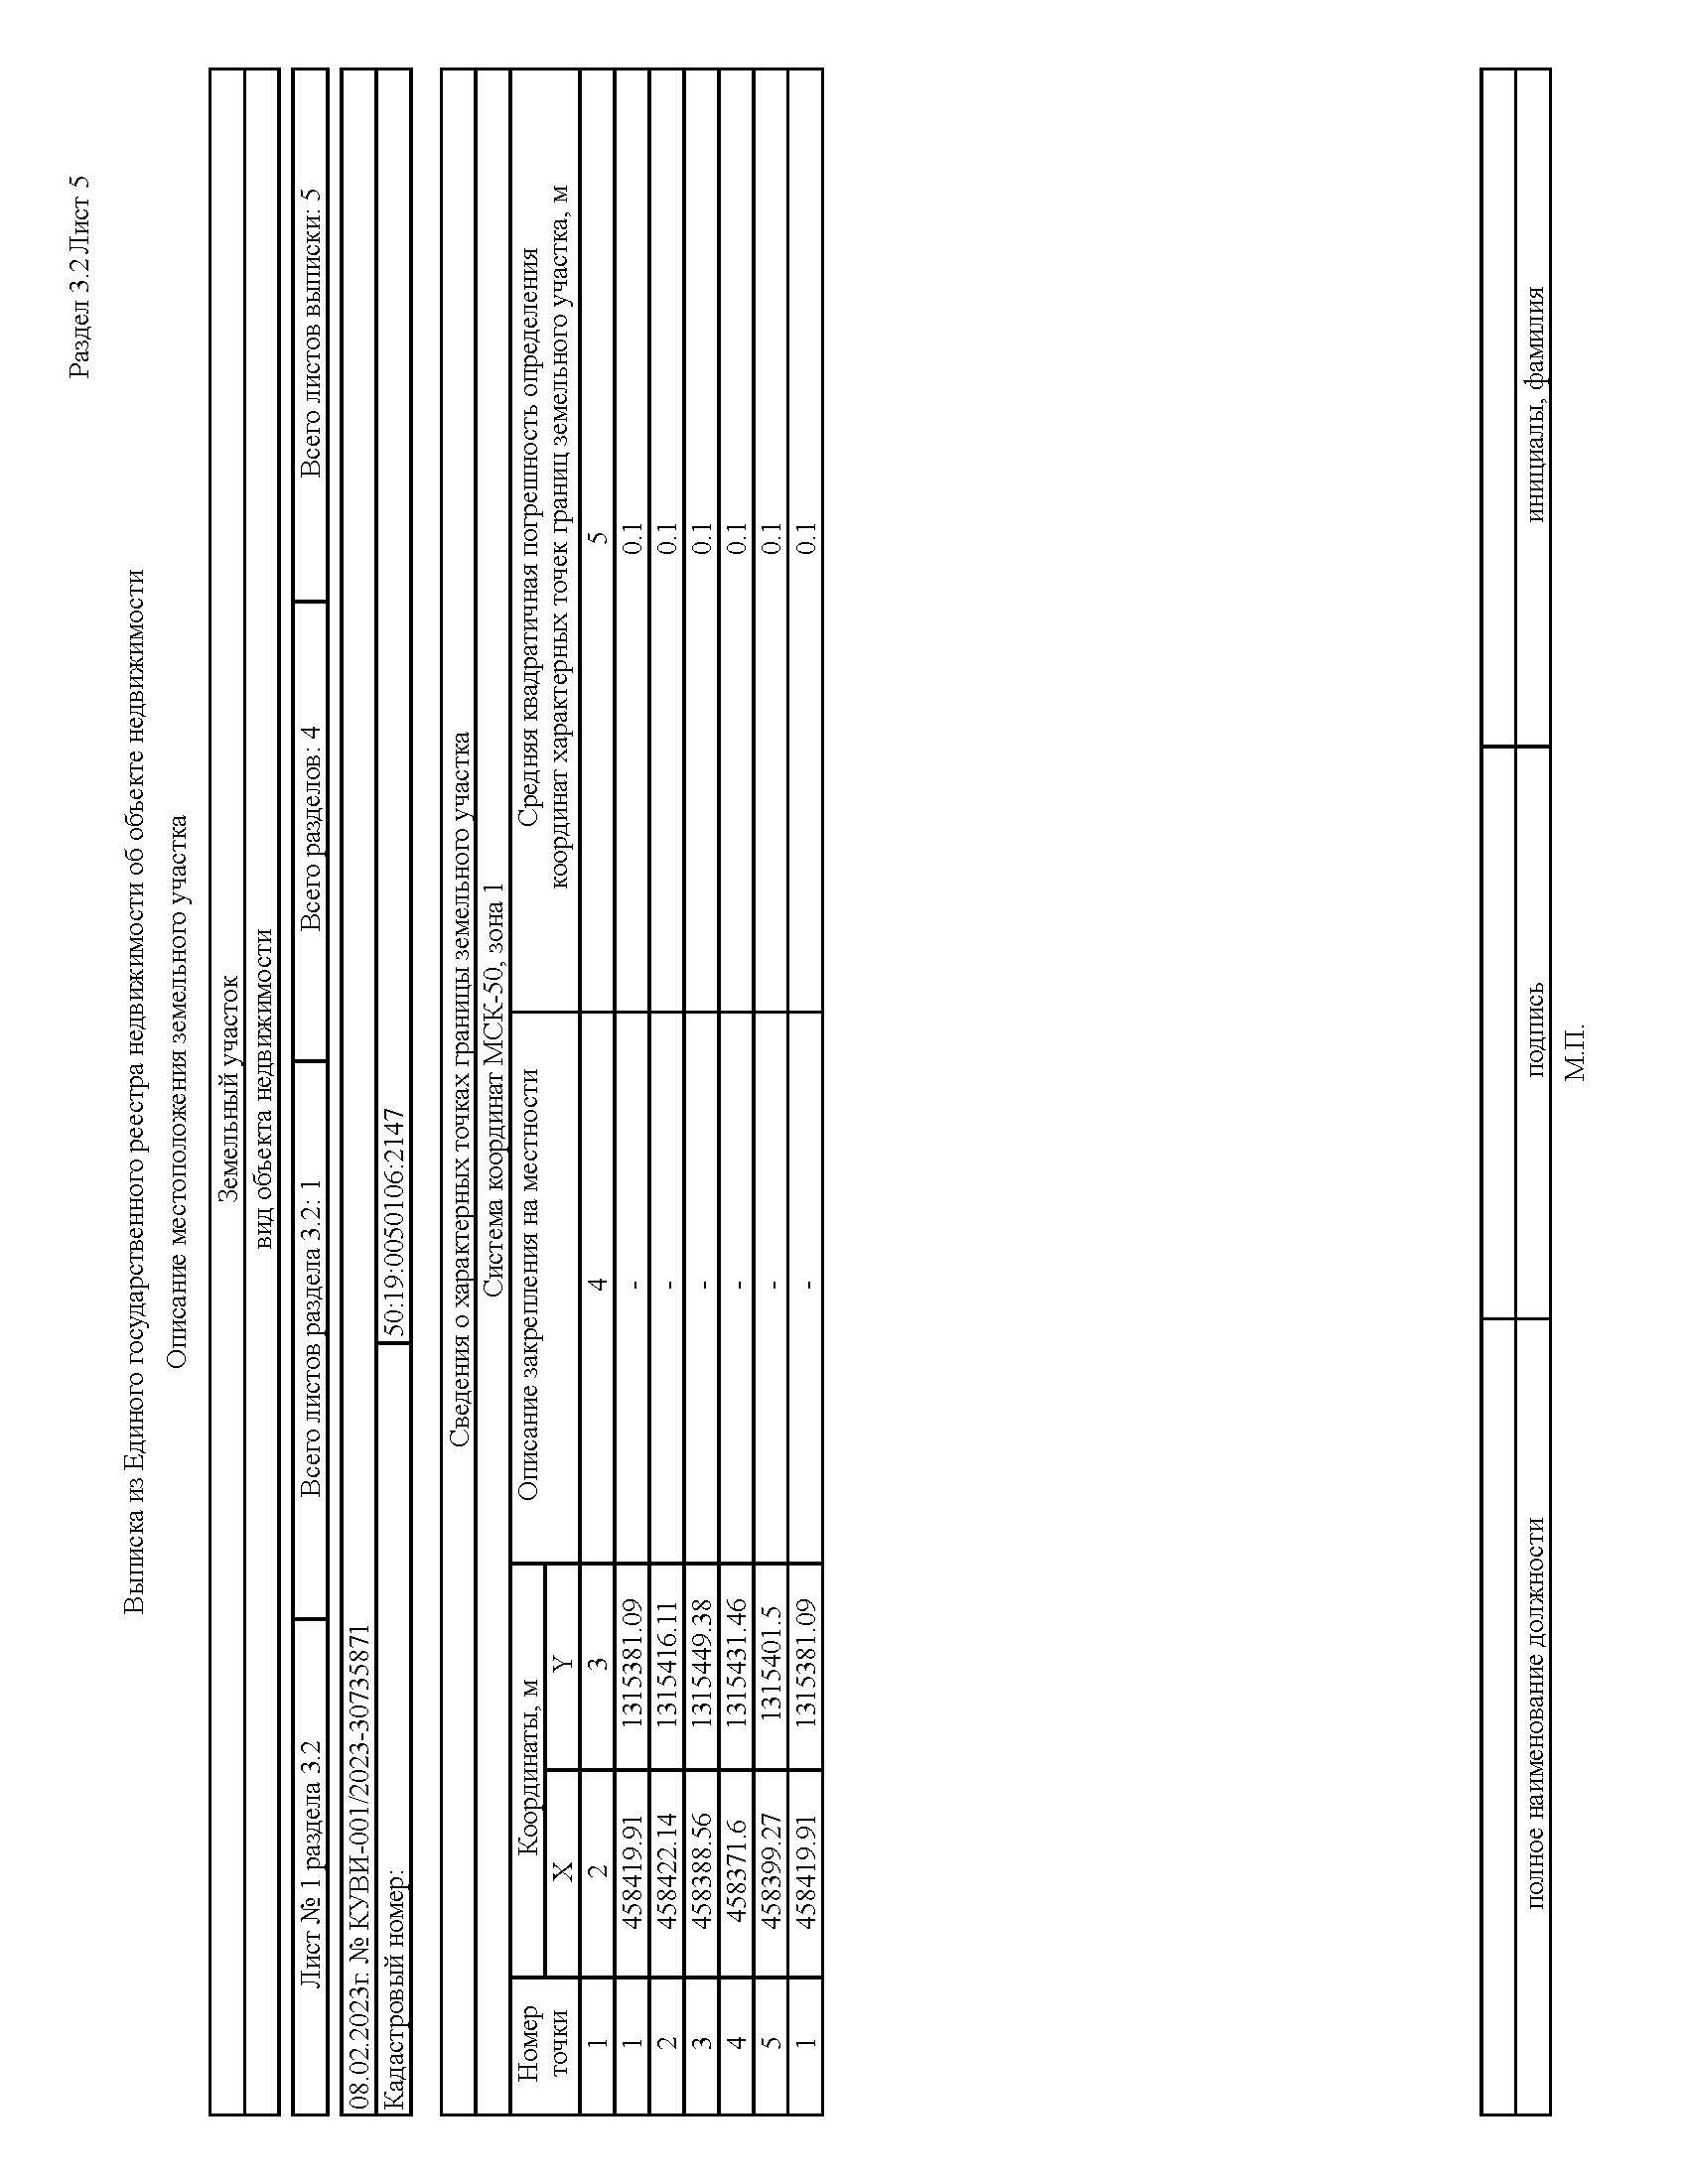 Раздел 3.2 Лист 5
Выписка из Единого государственного реестра недвижимости об объекте недвижимости
Описание местоположения земельного участка
Земельный участок
вид объекта недвижимости
Лист № 1 раздела 3.2 Всего листов раздела 3.2: 1 Всего разделов: 4 Всего листов выписки: 5
08.02.2023г. № КУВИ-001/2023-30735871
Кадастровый номер: 50:19:0050106:2147
Сведения о характерных точках границы земельного участка
Система координат МСК-50, зона 1
Номер точки Координаты, м Описание закрепления на местности Средняя квадратичная погрешность определения
координат характерных точек границ земельного участка, м
X Y
1 2 3 4 5
1 458419.91 1315381.09 - 0.1
2 458422.14 1315416.11 - 0.1
3 458388.56 1315449.38 - 0.1
4 458371.6 1315431.46 - 0.1
5 458399.27 1315401.5 - 0.1
1 458419.91 1315381.09 - 0.1
полное наименование должности подпись инициалы, фамилия
М.П.